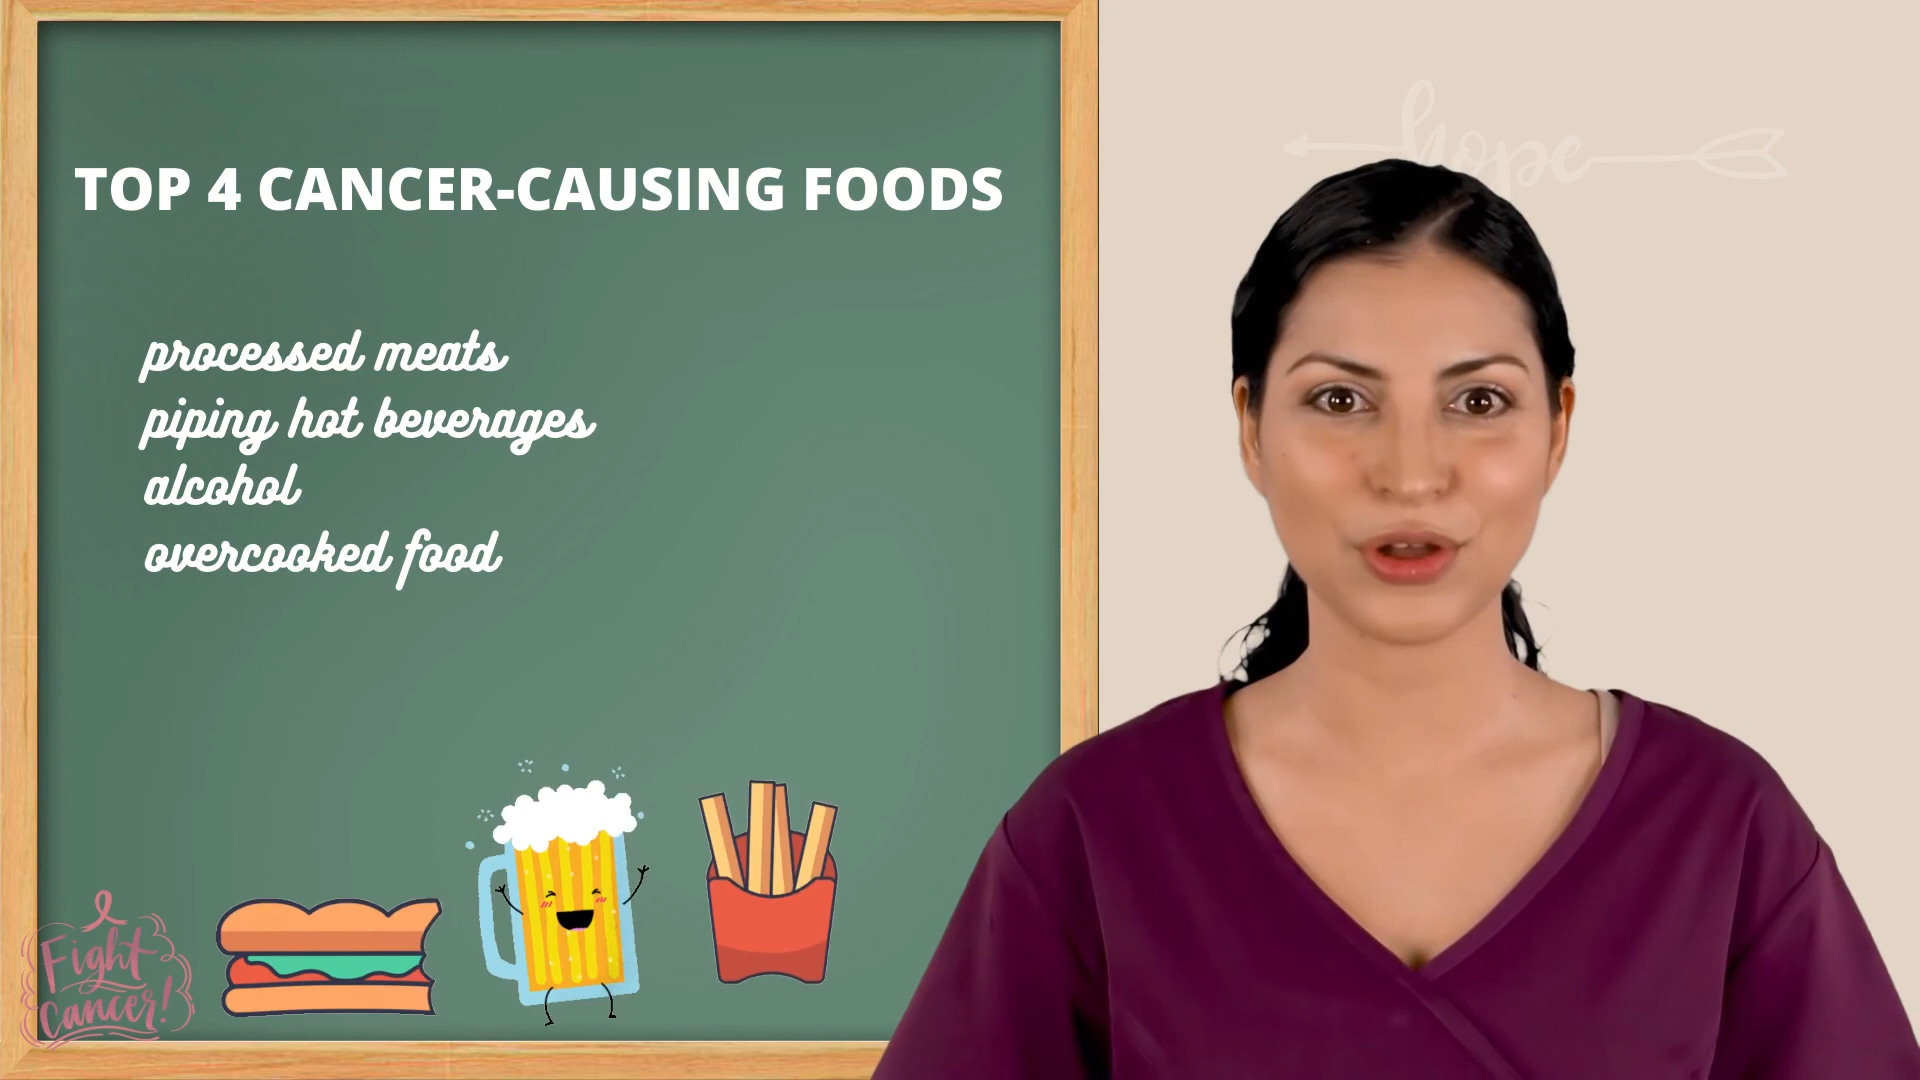 hope
TOP 4 CANCER-CAUSING FOODS
processed meats
piping hot beverages
alcohol
overcooked food
Fight
Cancer!